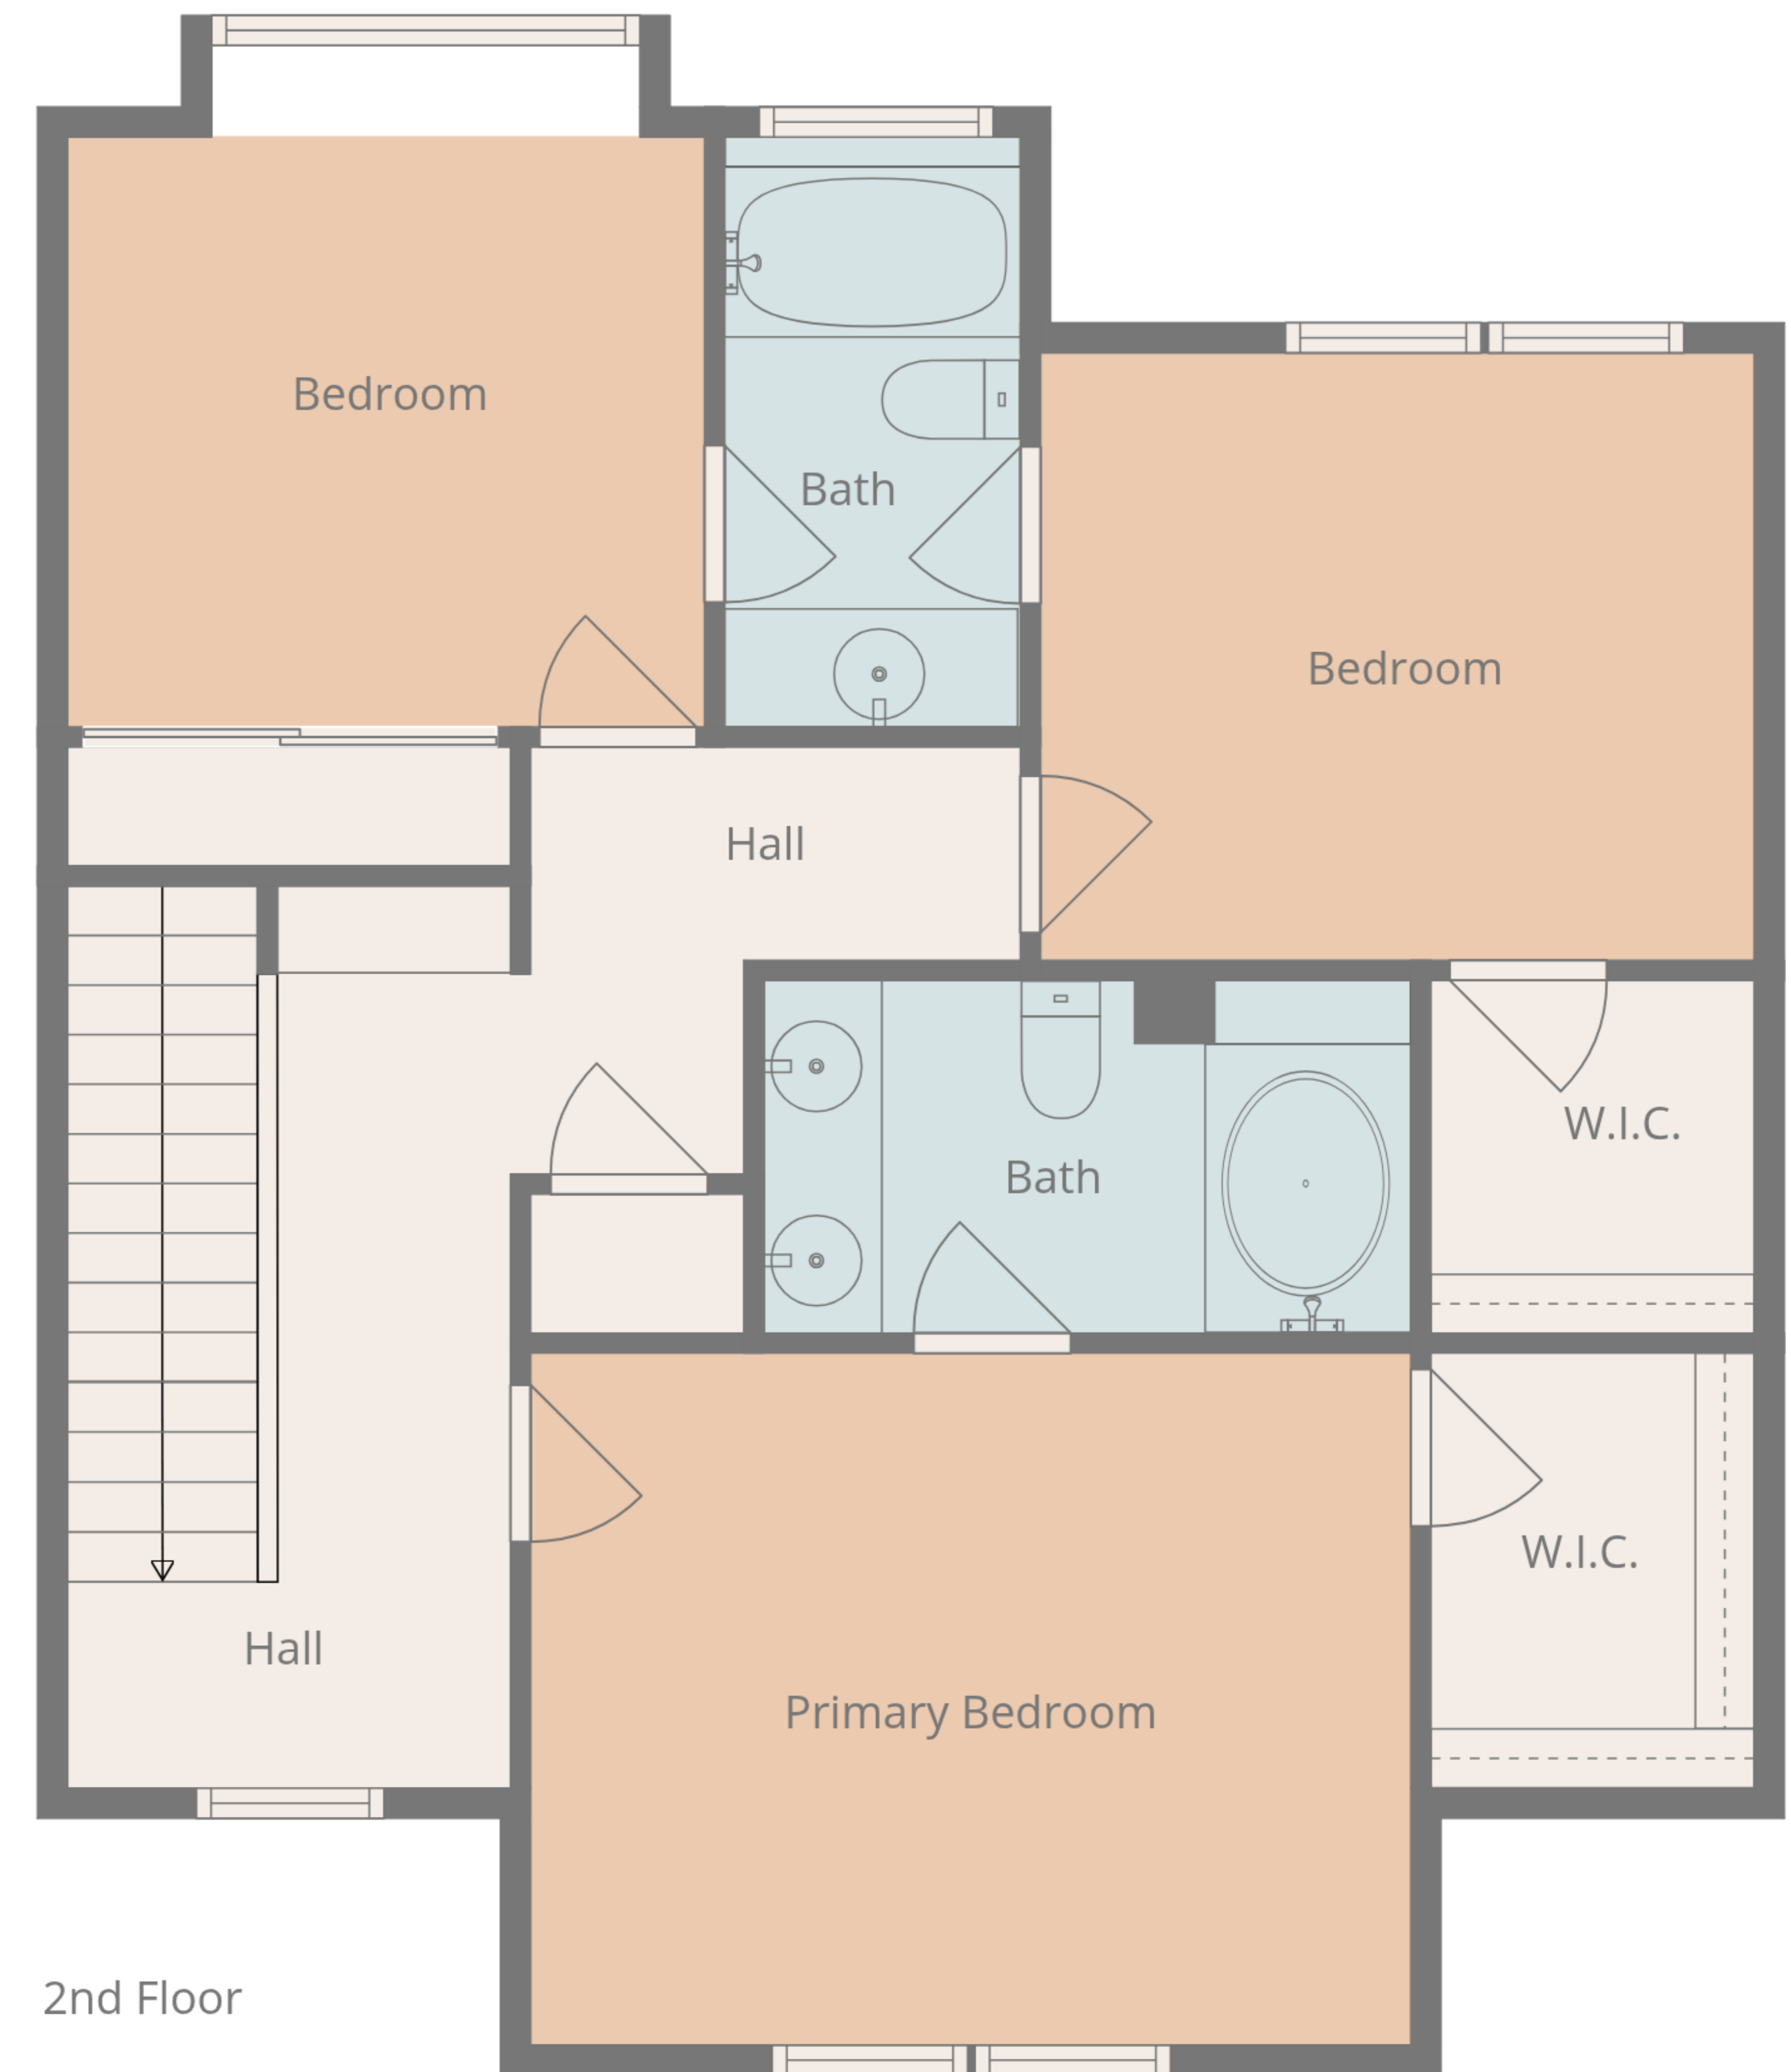 Bedroom
Bath
Bedroom
Hall
W.I.C.
Bath
W.I.C.
Hall
Primary Bedroom
2nd Floor